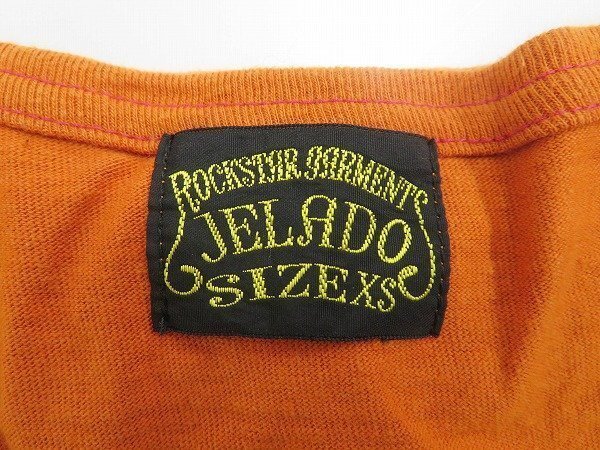 ROCKSTAR GARMENTS
JELADO
SIZE XS